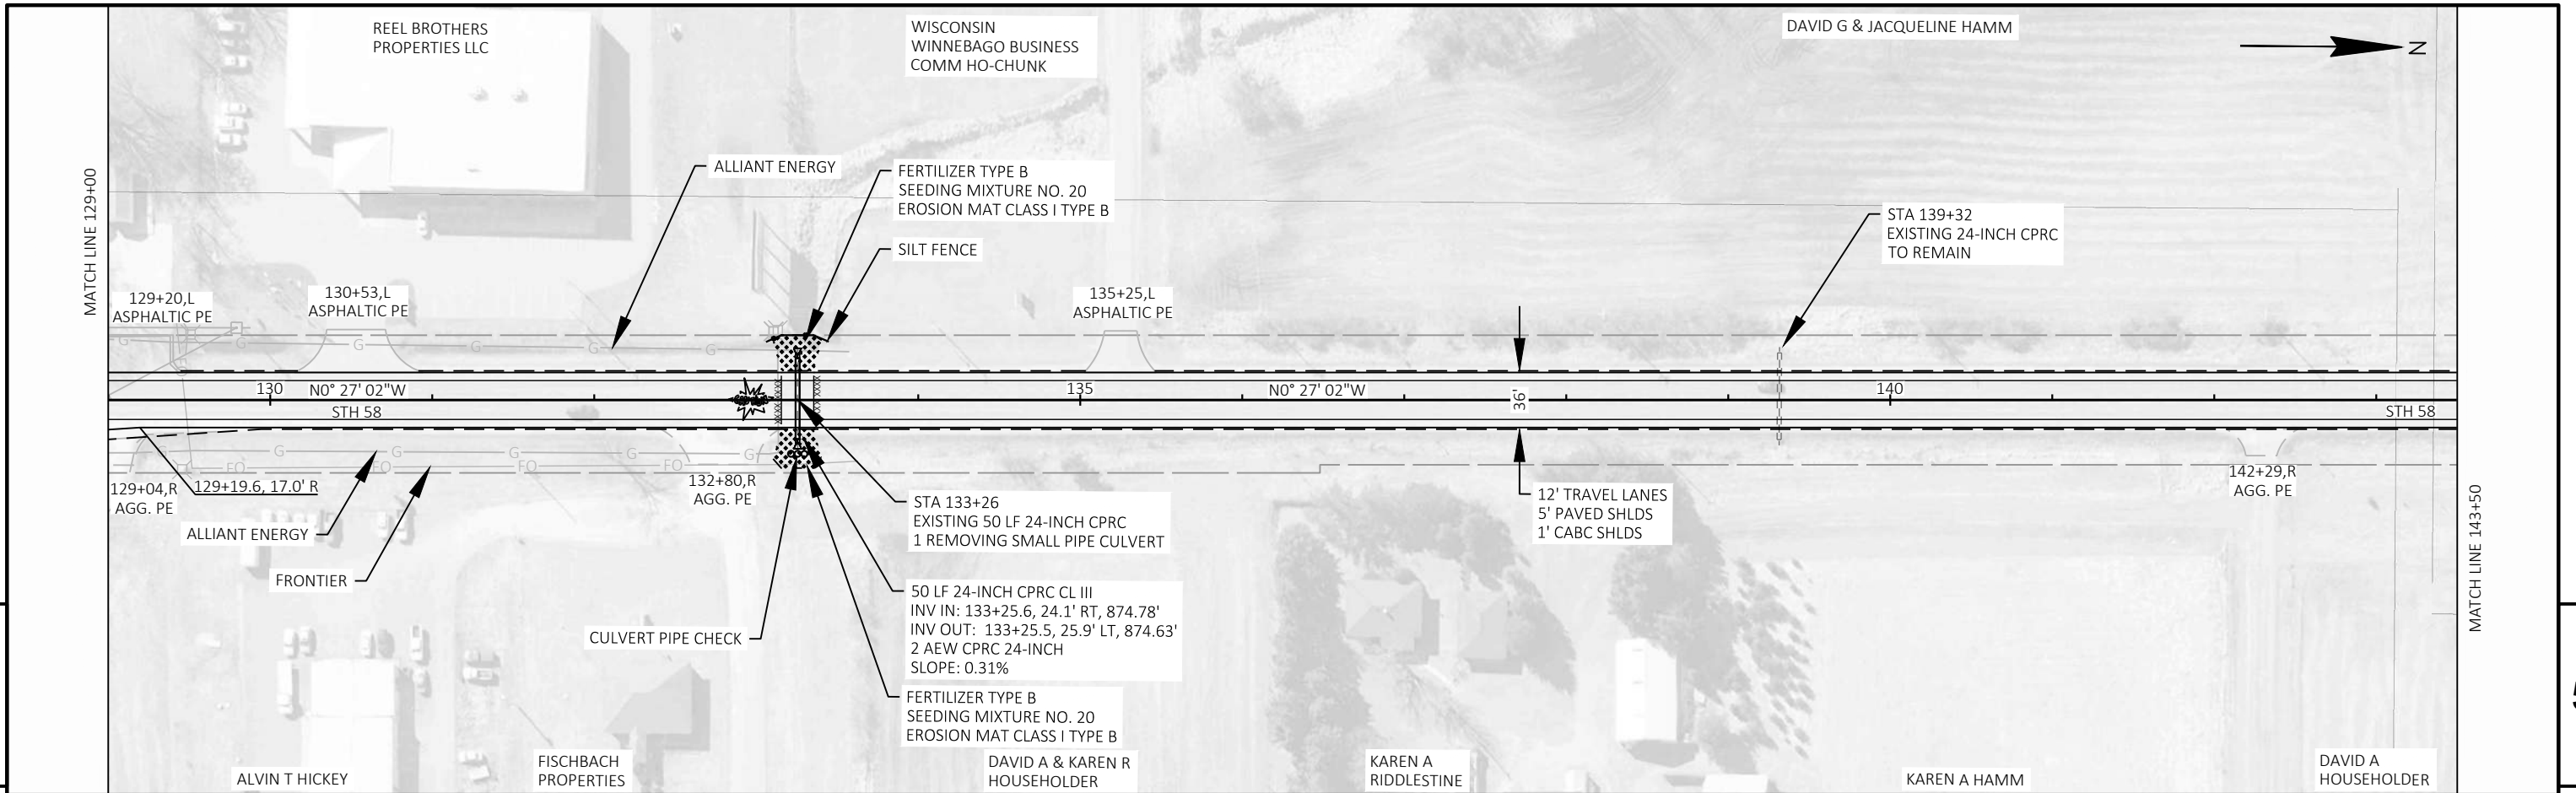 REEL BROTHERS
PROPERTIES LLC
WISCONSIN
WINNEBAGO BUSINESS
COMM HO-CHUNK
DAVID G & JACQUELINE HAMM
N
MATCH LINE 129+00
ALLIANT ENERGY
FERTILIZER TYPE B
SEEDING MIXTURE NO. 20
EROSION MAT CLASS I TYPE B
SILT FENCE
STA 139+32
EXISTING 24-INCH CPRC
TO REMAIN
129+20,L
ASPHALTIC PE
130+53,L
ASPHALTIC PE
135+25,L
ASPHALTIC PE
G G G G G G
130
N0° 27' 02"W
135
N0° 27' 02"W
140
36'
STH 58
STH 58
G G G G G
FO FO FO FO
129+04,R
AGG. PE
129+19.6, 17.0' R
132+80,R
AGG. PE
142+29,R
AGG. PE
ALLIANT ENERGY
FRONTIER
STA 133+26
EXISTING 50 LF 24-INCH CPRC
1 REMOVING SMALL PIPE CULVERT
12' TRAVEL LANES
5' PAVED SHLDS
1' CABC SHLDS
MATCH LINE 143+50
CULVERT PIPE CHECK
50 LF 24-INCH CPRC CL III
INV IN: 133+25.6, 24.1' RT, 874.78'
INV OUT: 133+25.5, 25.9' LT, 874.63'
2 AEW CPRC 24-INCH
SLOPE: 0.31%
FERTILIZER TYPE B
SEEDING MIXTURE NO. 20
EROSION MAT CLASS I TYPE B
ALVIN T HICKEY
FISCHBACH
PROPERTIES
DAVID A & KAREN R
HOUSEHOLDER
KAREN A
RIDDLESTINE
KAREN A HAMM
DAVID A
HOUSEHOLDER